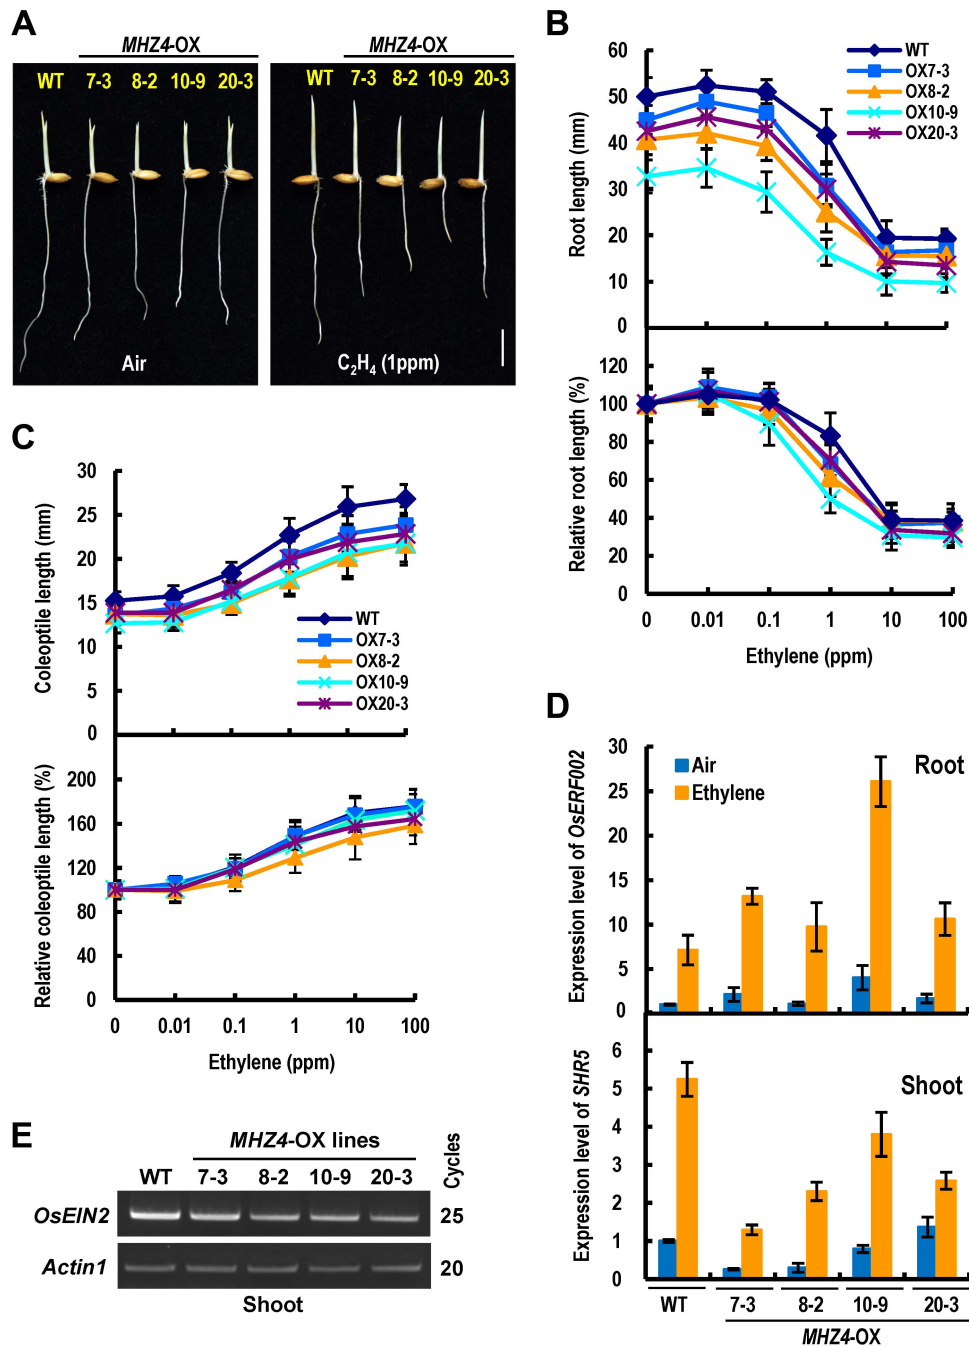 A
MHZ4-OX
MHZ4-OX
WT 7-3 8-2 10-9 20-3
WT 7-3 8-2 10-9 20-3
Air
C2H4 (1ppm)
B
Root length (mm)
60
50
40
30
20
10
0
WT
OX7-3
OX8-2
OX10-9
OX20-3
Relative root length (%)
120
100
80
60
40
20
0
0 0.01 0.1 1 10 100
Ethylene (ppm)
C
Coleoptile length (mm)
30
25
20
15
10
5
0
WT
OX7-3
OX8-2
OX10-9
OX20-3
Relative coleoptile length (%)
200
160
120
80
40
0
0 0.01 0.1 1 10 100
Ethylene (ppm)
D
Expression level of OsERF002
30
25
20
15
10
5
0
Air
Ethylene
Root
Expression level of SHR5
6
5
4
3
2
1
0
Shoot
WT 7-3 8-2 10-9 20-3
MHZ4-OX
E
MHZ4-OX lines
WT 7-3 8-2 10-9 20-3
Cycles
OsEIN2 25
Actin1 20
Shoot